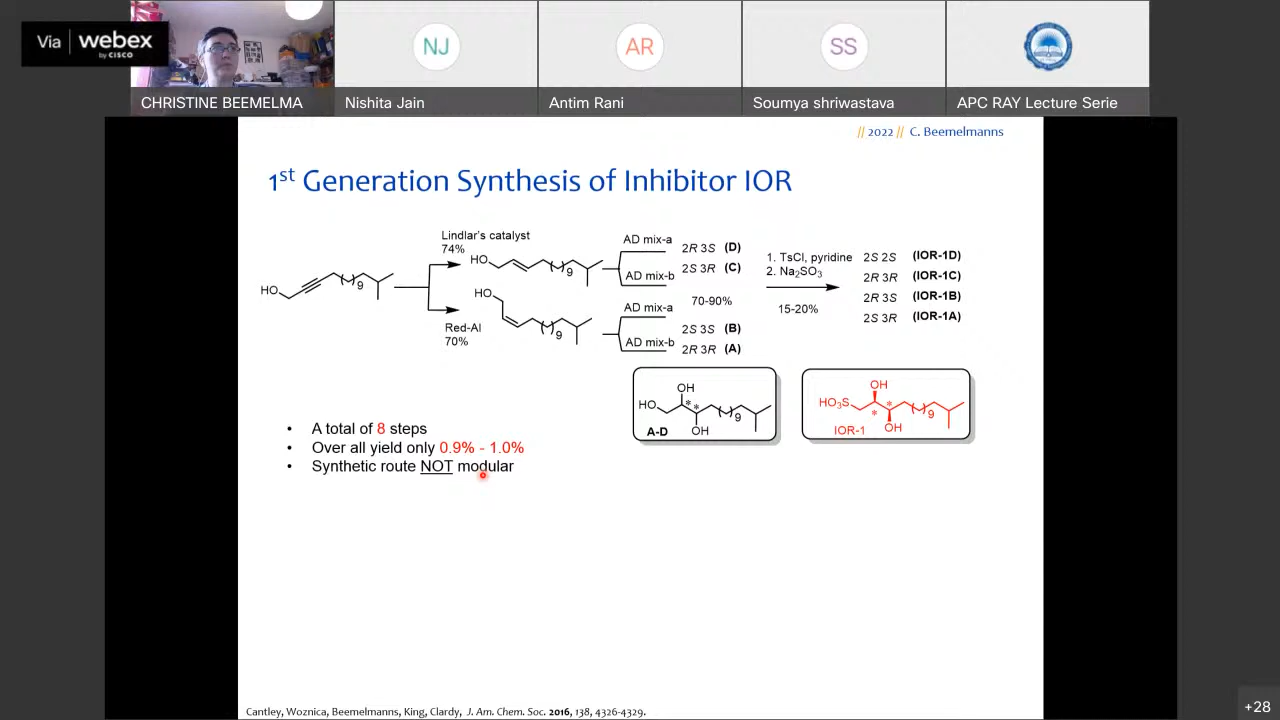 Via webex
by CISCO
NJ
AR
SS
CHRISTINE BEEMELMA
Nishita Jain
Antim Rani
Soumya shriwastava
APC RAY Lecture Serie
// 2022 // C. Beemelmanns
1st Generation Synthesis of Inhibitor IOR
Lindlar's catalyst
74%
HO
9
HO
9
AD mix-a
AD mix-b
2R 3S (D)
2S 3R (C)
70-90%
Red-Al
70%
HO
9
AD mix-a
AD mix-b
2S 3S (B)
2R 3R (A)
1. TsCl, pyridine
2. Na2SO3
15-20%
2S 2S (IOR-1D)
2R 3R (IOR-1C)
2R 3S (IOR-1B)
2S 3R (IOR-1A)
OH
HO
* *
9
A-D
OH
OH
HO3S
*
*
9
IOR-1
OH
• A total of 8 steps
• Over all yield only 0.9% - 1.0%
• Synthetic route NOT modular
Cantley, Woznica, Beemelmanns, King, Clardy, J. Am. Chem. Soc. 2016, 138, 4326-4329.
+28